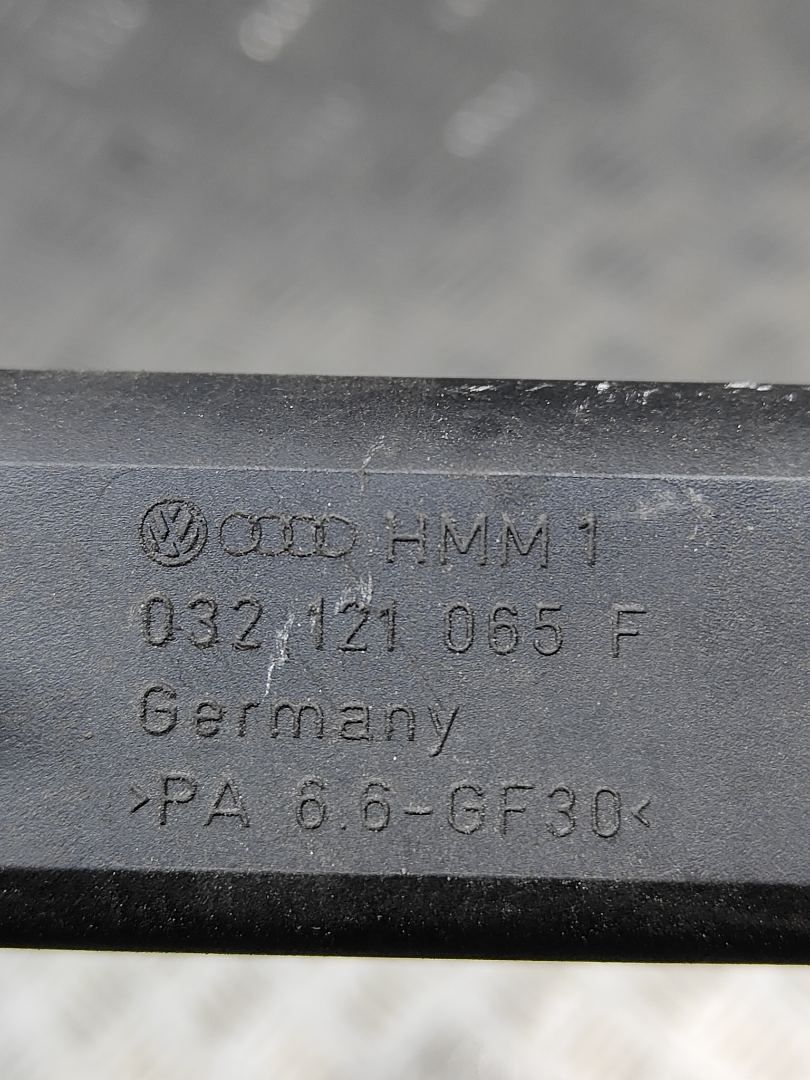 HMM 1
032 121 065 F
Germany
>PA 6.6-GF30<